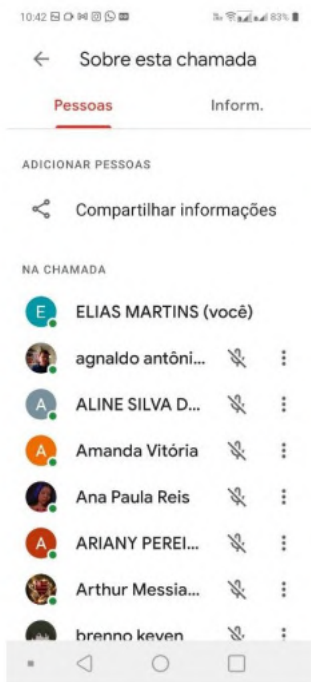 10:42 83%
Sobre esta chamada
Pessoas Inform.
ADICIONAR PESSOAS
Compartilhar informações
NA CHAMADA
E ELIAS MARTINS (você)
agnaldo antôni...
A ALINE SILVA D...
A Amanda Vitória
Ana Paula Reis
A ARIANY PEREI...
Arthur Messia...
brenno keven